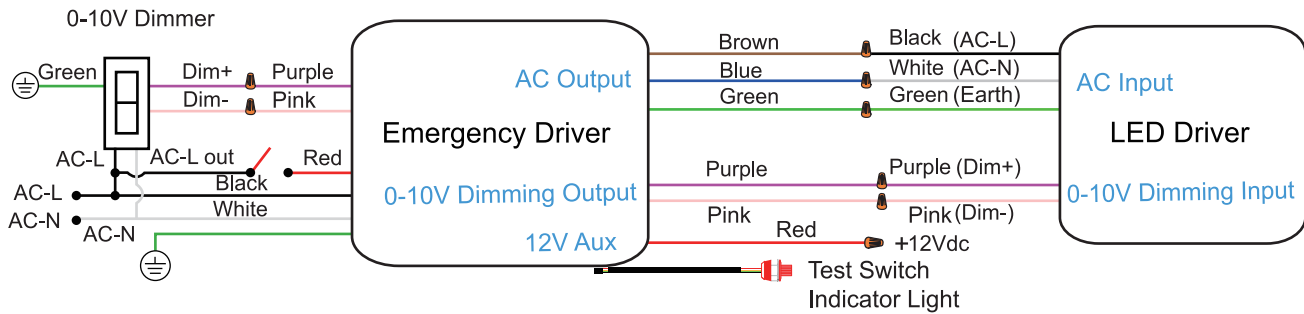 0-10V Dimmer
Green
Dim+
Purple
Dim-
Pink
AC-L
AC-L out
Red
AC-L
Black
AC-N
White
AC-N
AC Output
Emergency Driver
0-10V Dimming Output
12V Aux
Brown
Black (AC-L)
Blue
White (AC-N)
Green
Green (Earth)
Purple
Purple (Dim+)
Pink
Pink (Dim-)
Red
+12Vdc
Test Switch
Indicator Light
AC Input
LED Driver
0-10V Dimming Input